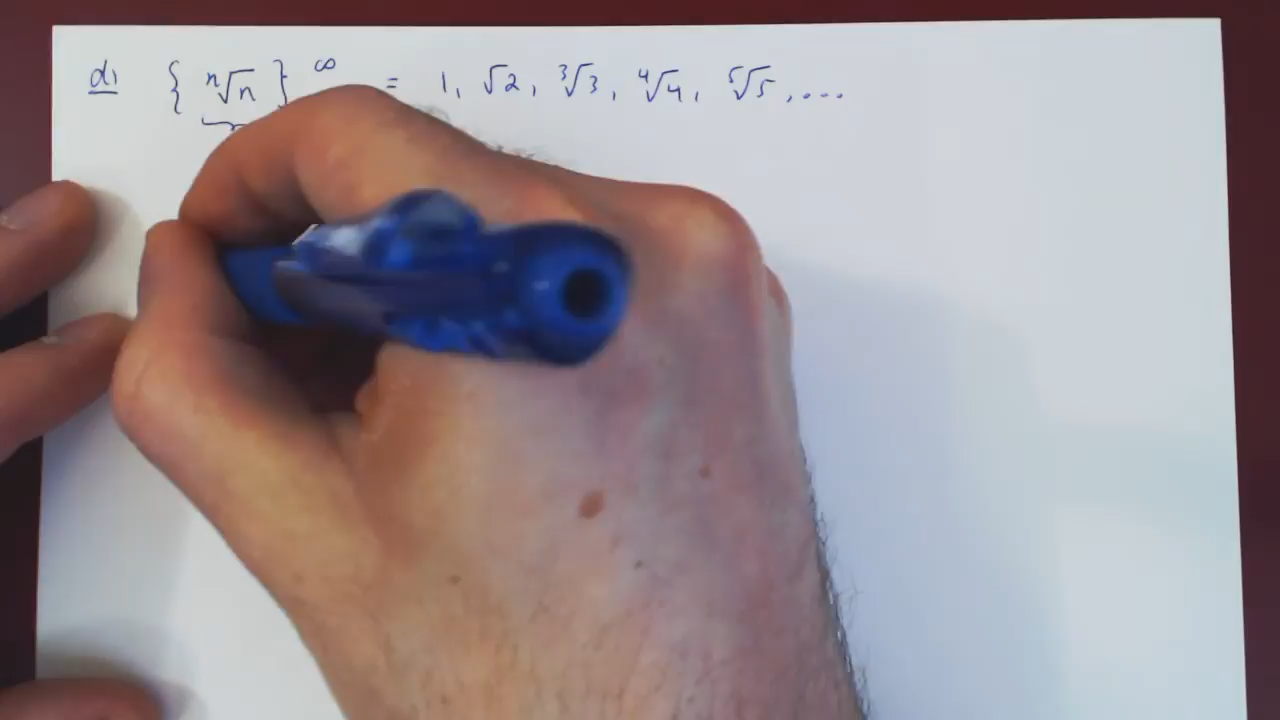 d) { ⁿ√n } ∞ = 1, √2, ³√3, ⁴√4, ⁵√5, ...